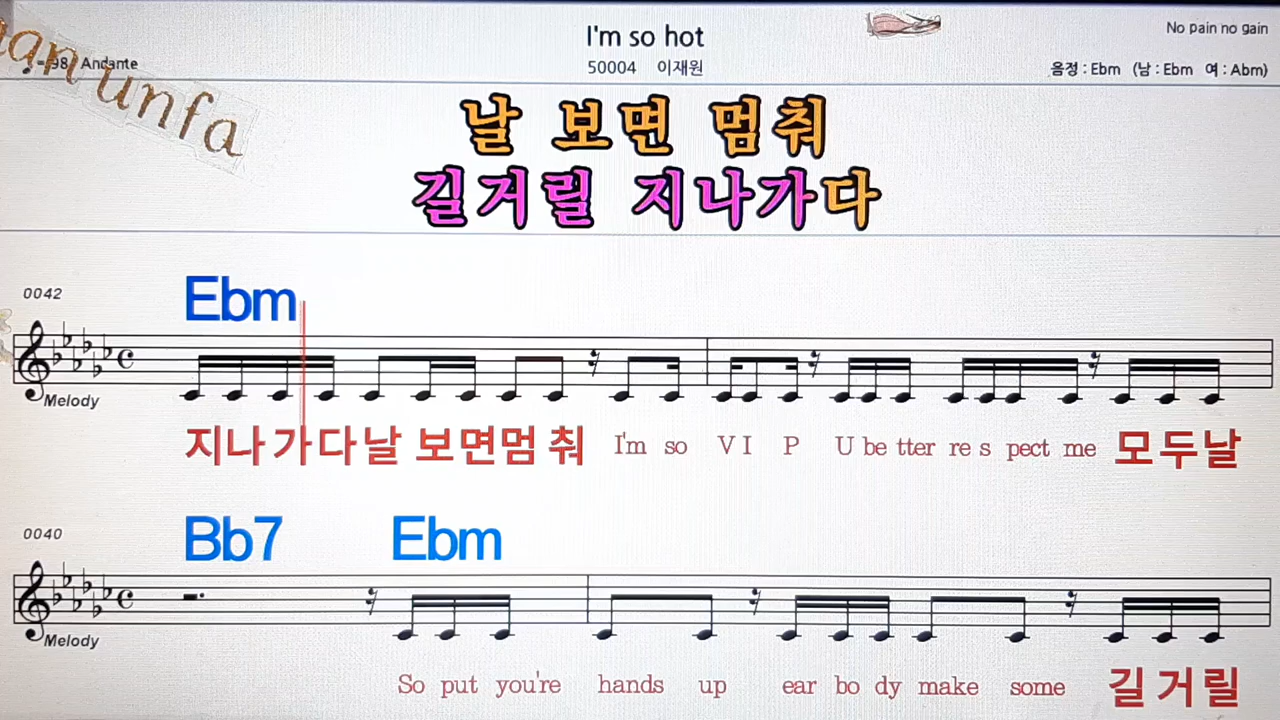 I'm so hot
No pain no gain
50004 이재원
♩=98 Andante
음정 : Ebm (남 : Ebm 여 : Abm)
unfa
날 보면 멈춰
길거릴 지나가다
Ebm
0042
Melody
지나가다날 보면멈 춰 I'm so V I P U be tter re s pect me 모두날
Bb7 Ebm
0040
Melody
So put you're hands up ear bo dy make some 길거릴